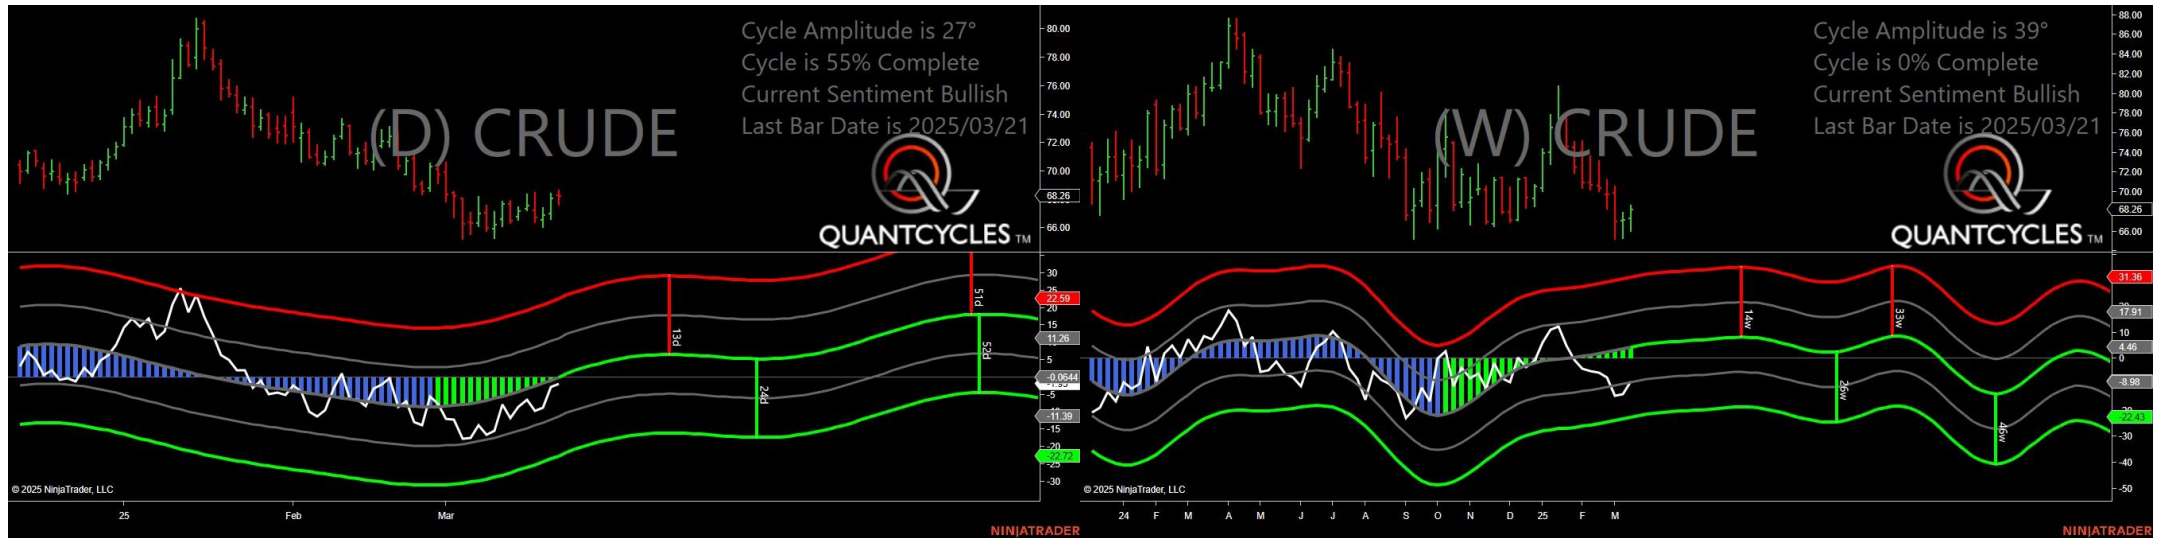 Cycle Amplitude is 27°
Cycle is 55% Complete
Current Sentiment Bullish
Last Bar Date is 2025/03/21
(D) CRUDE
QUANTCYCLES TM
80.00
78.00
76.00
74.00
72.00
70.00
68.26
66.00
30
25
22.59
20
15
11.26
5
-0.0644
-5
-11.39
-15
-20
-22.72
-25
-30
13d
24d
51d
52d
© 2025 NinjaTrader, LLC
25 Feb Mar
NINJATRADER
Cycle Amplitude is 39°
Cycle is 0% Complete
Current Sentiment Bullish
Last Bar Date is 2025/03/21
(W) CRUDE
QUANTCYCLES TM
88.00
86.00
84.00
82.00
80.00
78.00
76.00
74.00
72.00
70.00
68.26
66.00
31.36
17.91
10
4.46
0
-8.98
-22.43
-30
-40
-50
14w
26w
33w
46w
© 2025 NinjaTrader, LLC
24 F M A M J J A S O N D 25 F M
NINJATRADER